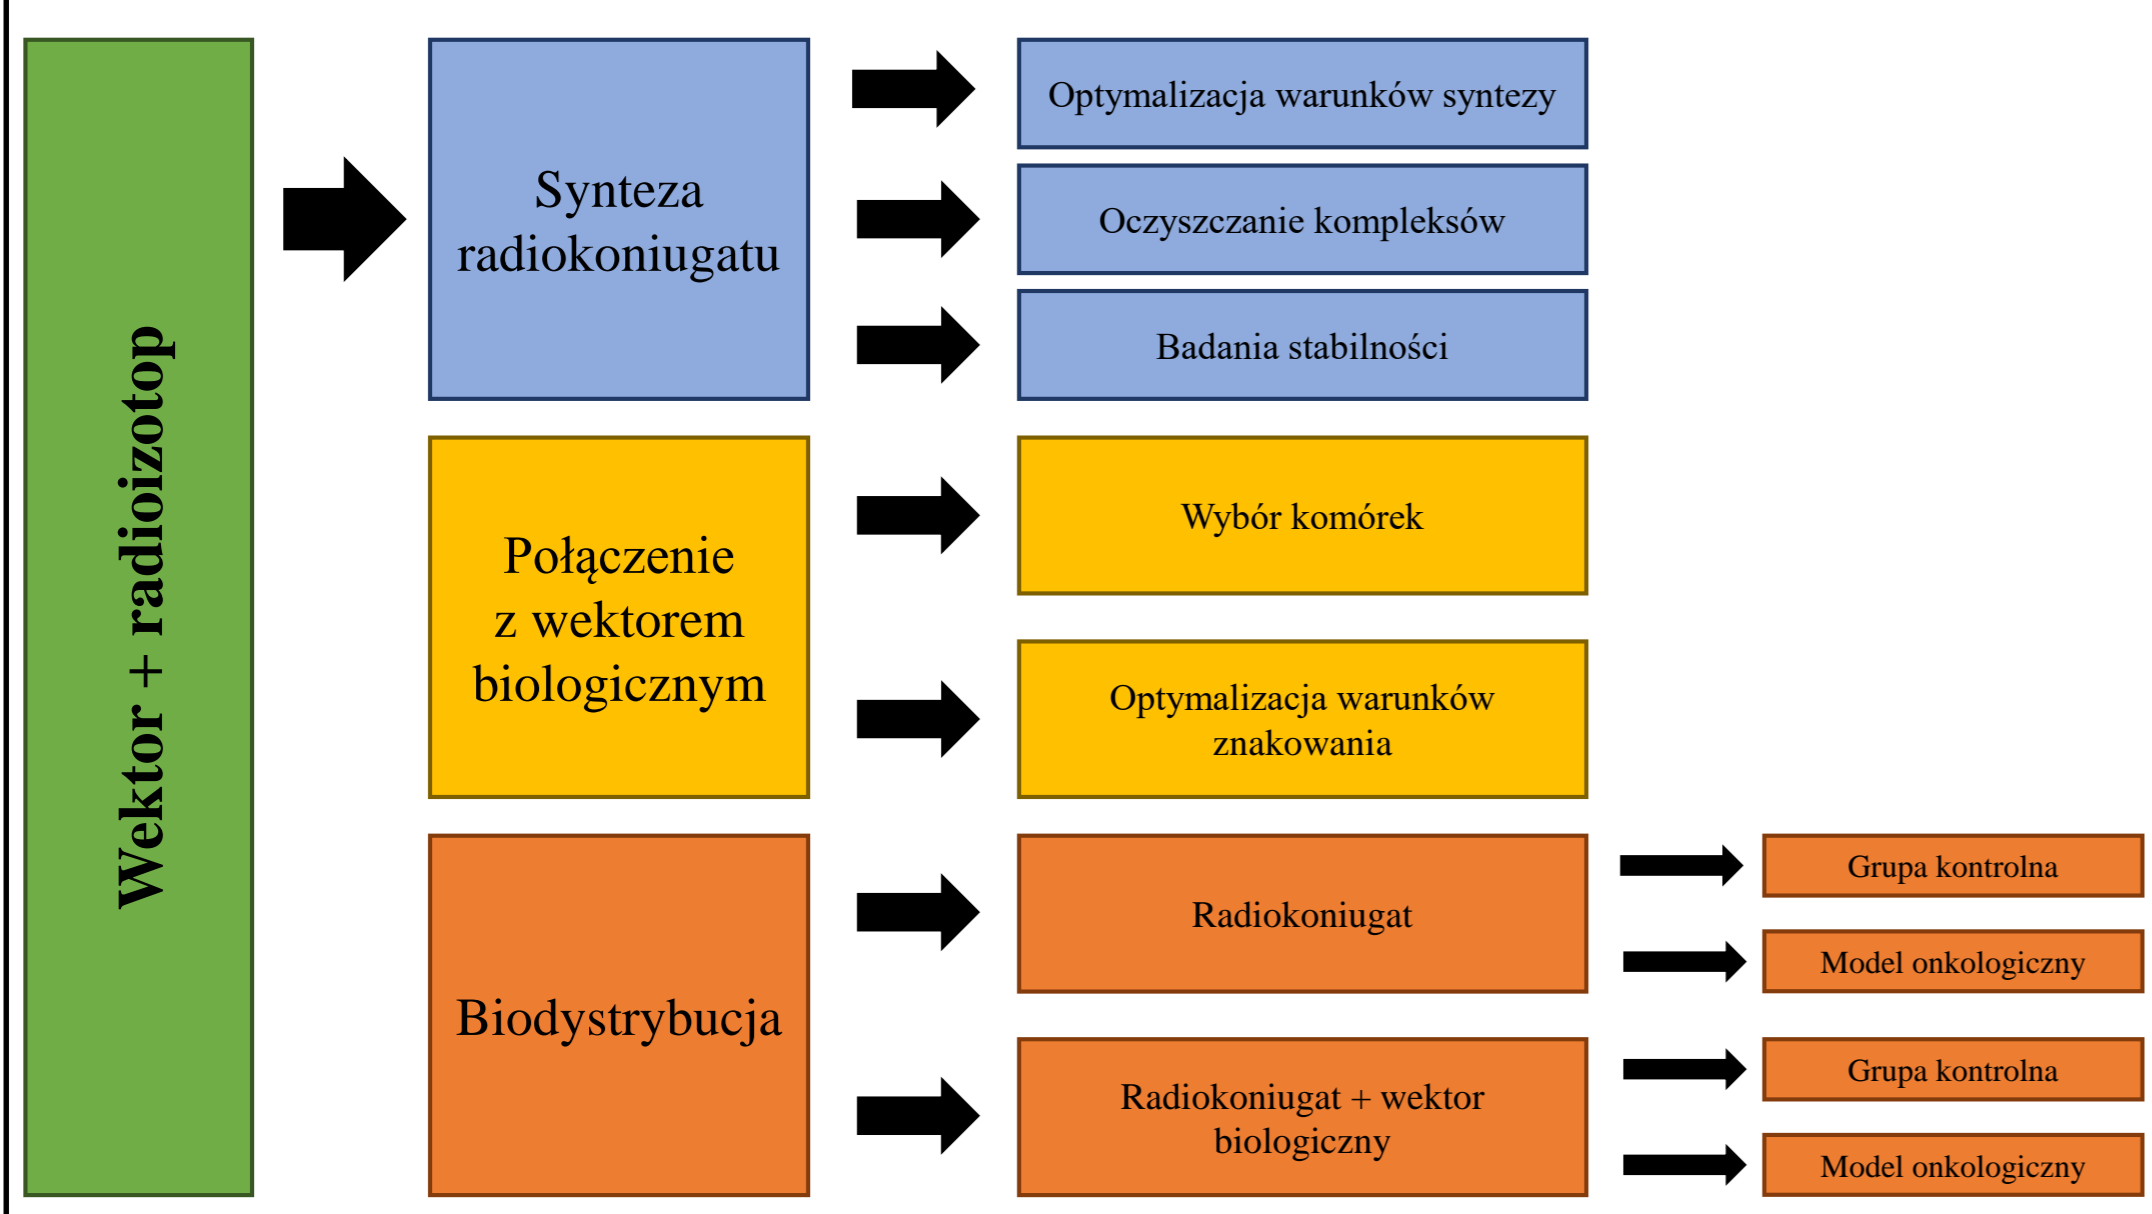 Wektor + radioizotop
Synteza
radiokoniugatu
Optymalizacja warunków syntezy
Oczyszczanie kompleksów
Badania stabilności
Połączenie
z wektorem
biologicznym
Wybór komórek
Optymalizacja warunków
znakowania
Biodystrybucja
Radiokoniugat
Grupa kontrolna
Model onkologiczny
Radiokoniugat + wektor
biologiczny
Grupa kontrolna
Model onkologiczny